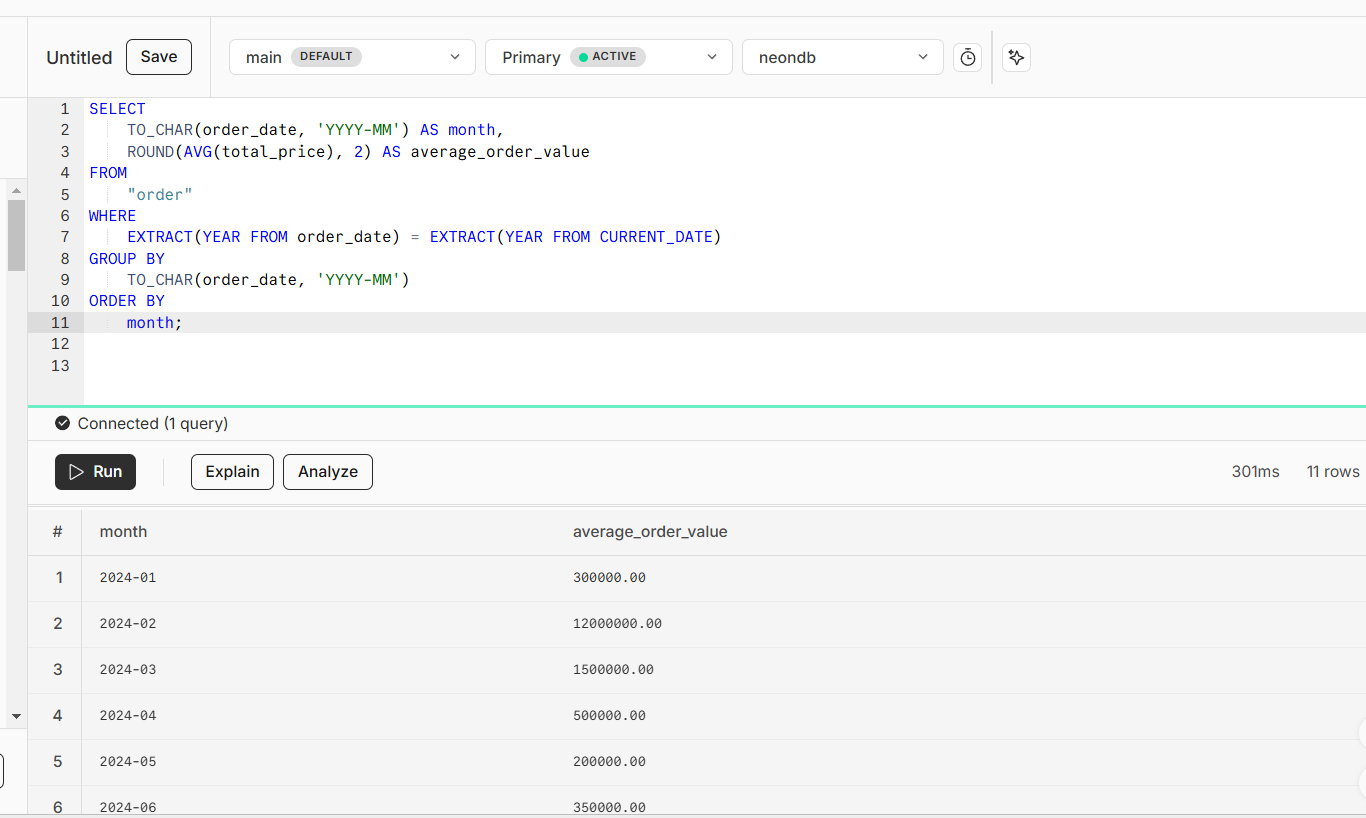 Untitled Save main DEFAULT Primary ACTIVE neondb
1 SELECT
2 TO_CHAR(order_date, 'YYYY-MM') AS month,
3 ROUND(AVG(total_price), 2) AS average_order_value
4 FROM
5 "order"
6 WHERE
7 EXTRACT(YEAR FROM order_date) = EXTRACT(YEAR FROM CURRENT_DATE)
8 GROUP BY
9 TO_CHAR(order_date, 'YYYY-MM')
10 ORDER BY
11 month;
12
13
Connected (1 query)
Run Explain Analyze 301ms 11 rows
# month average_order_value
1 2024-01 300000.00
2 2024-02 12000000.00
3 2024-03 1500000.00
4 2024-04 500000.00
5 2024-05 200000.00
6 2024-06 350000.00